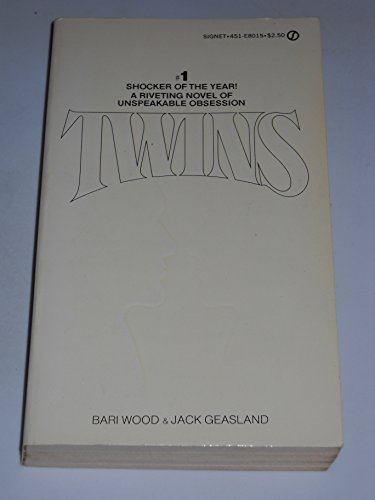 SIGNET • 451-E8015 • $2.50
#1
SHOCKER OF THE YEAR!
A RIVETING NOVEL OF
UNSPEAKABLE OBSESSION
TWINS
BARI WOOD & JACK GEASLAND